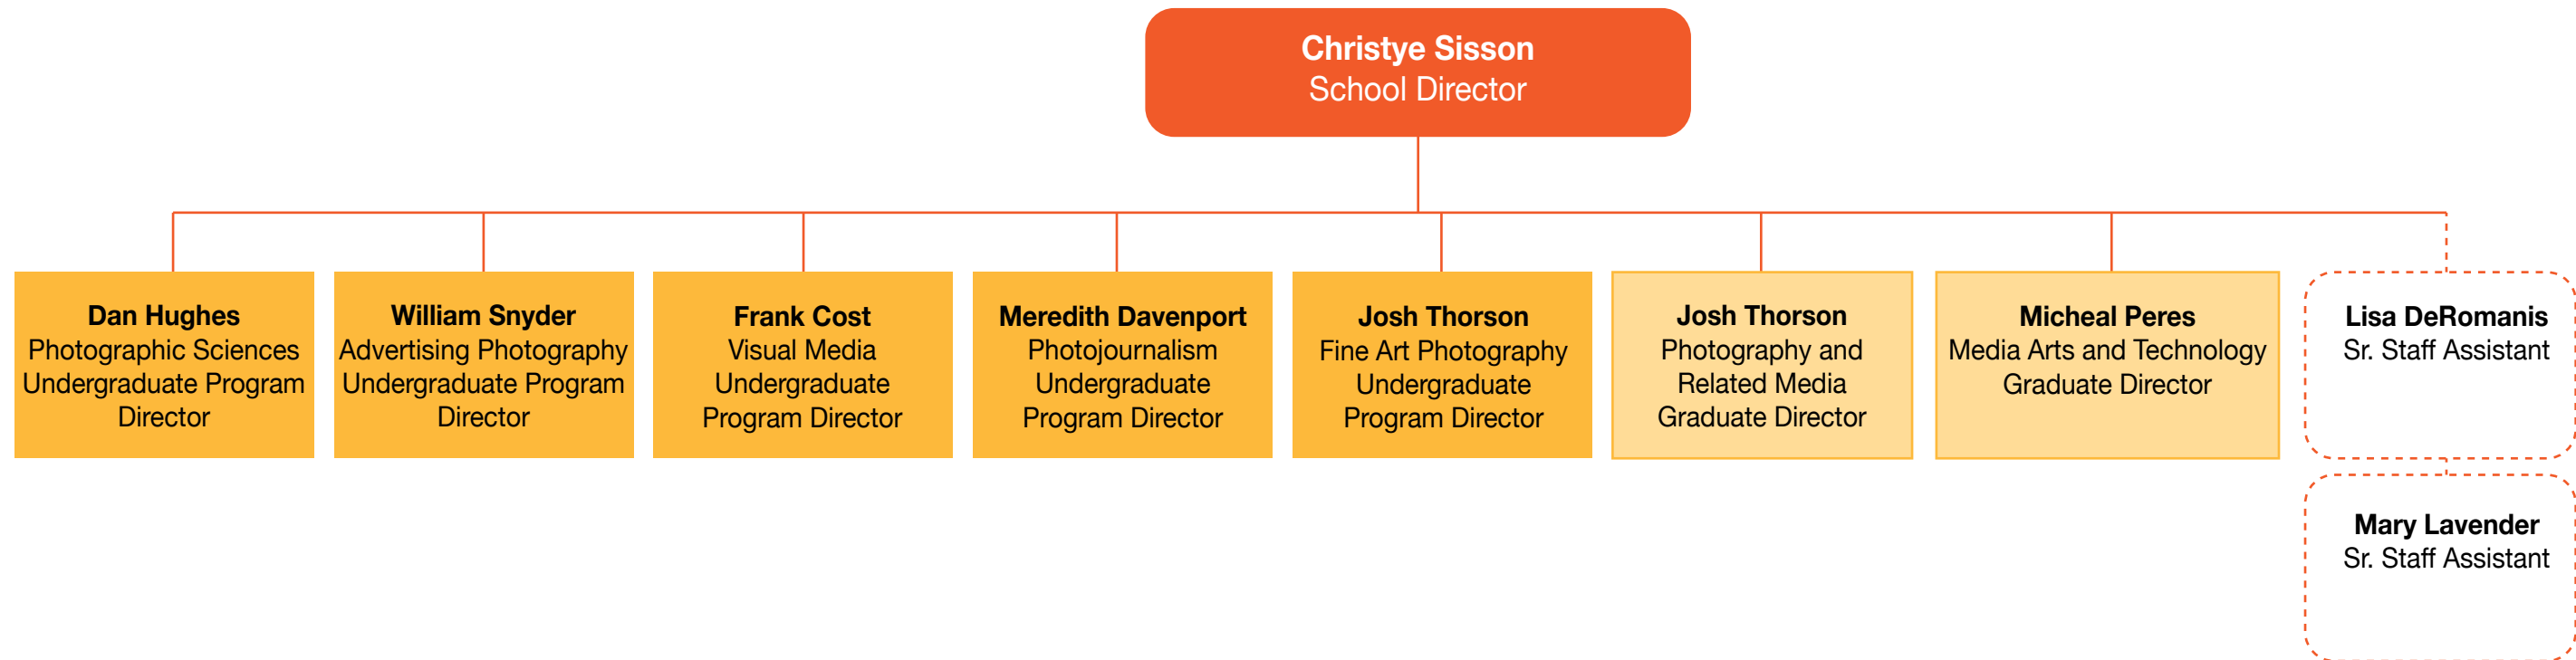 Christye Sisson
School Director
Dan Hughes
Photographic Sciences
Undergraduate Program
Director
William Snyder
Advertising Photography
Undergraduate Program
Director
Frank Cost
Visual Media
Undergraduate
Program Director
Meredith Davenport
Photojournalism
Undergraduate
Program Director
Josh Thorson
Fine Art Photography
Undergraduate
Program Director
Josh Thorson
Photography and
Related Media
Graduate Director
Micheal Peres
Media Arts and Technology
Graduate Director
Lisa DeRomanis
Sr. Staff Assistant
Mary Lavender
Sr. Staff Assistant